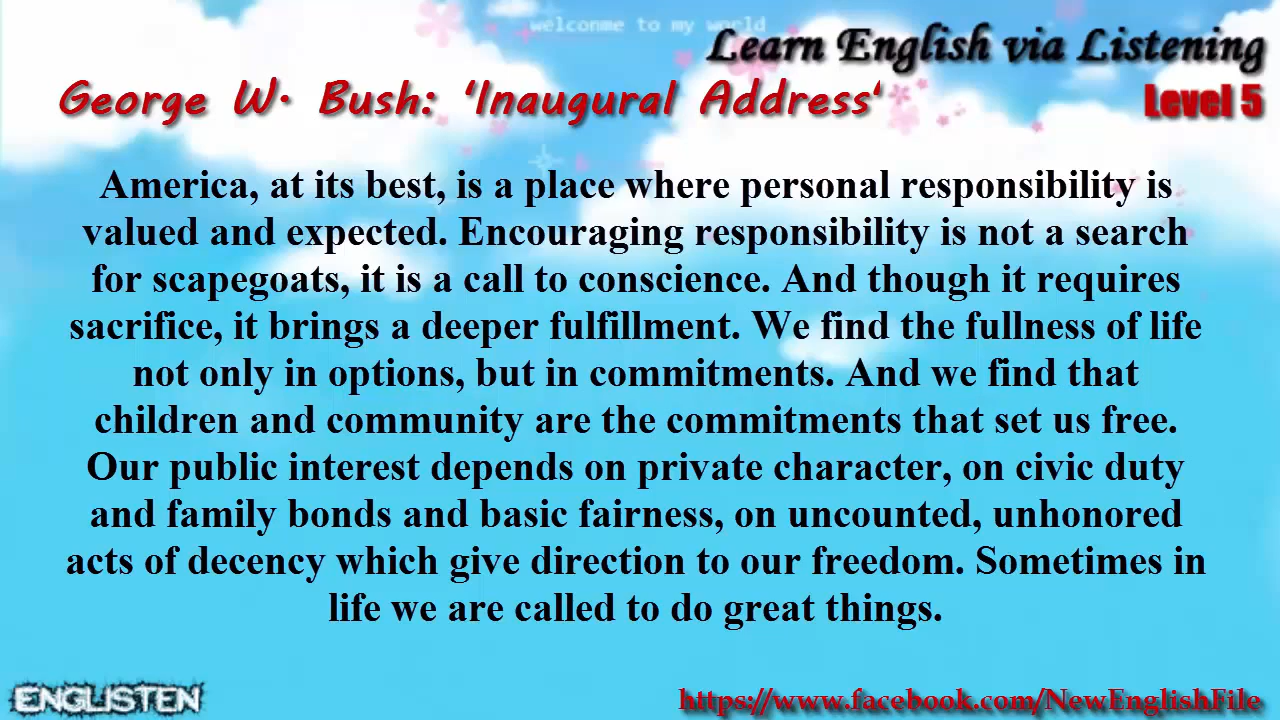 welconme to my world
Learn English via Listening
George W. Bush: 'Inaugural Address'
Level 5
America, at its best, is a place where personal responsibility is
valued and expected. Encouraging responsibility is not a search
for scapegoats, it is a call to conscience. And though it requires
sacrifice, it brings a deeper fulfillment. We find the fullness of life
not only in options, but in commitments. And we find that
children and community are the commitments that set us free.
Our public interest depends on private character, on civic duty
and family bonds and basic fairness, on uncounted, unhonored
acts of decency which give direction to our freedom. Sometimes in
life we are called to do great things.
ENGLISTEN
https://www.facebook.com/NewEnglishFile